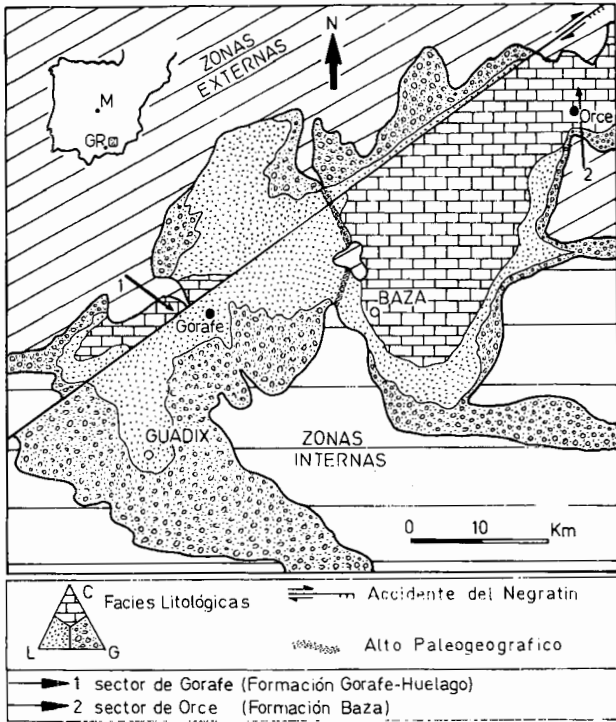 N
ZONAS
EXTERNAS
M
GR
Orce
2
1
Gorafe
BAZA
GUADIX
ZONAS
INTERNAS
0 10 Km
C
L G
Facies Litológicas
Accidente del Negratin
Alto Paleogeografico
1 sector de Gorafe (Formación Gorafe-Huelago)
2 sector de Orce (Formación Baza)